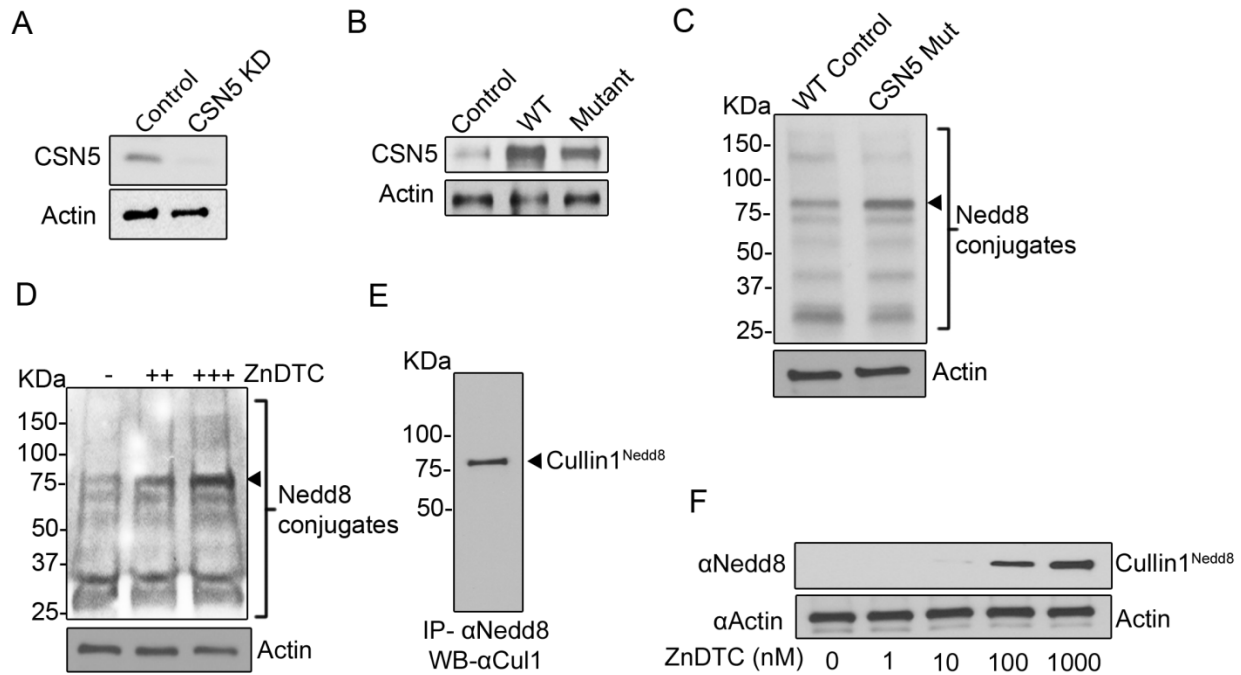 A
Control
CSN5 KD
CSN5
Actin
B
Control
WT
Mutant
CSN5
Actin
C
WT Control
CSN5 Mut
KDa
150-
100-
75-
50-
37-
25-
Nedd8
conjugates
Actin
D
- ++ +++ ZnDTC
KDa
150-
100-
75-
50-
37-
25-
Nedd8
conjugates
Actin
E
KDa
100-
75-
50-
Cullin1Nedd8
IP- αNedd8
WB-αCul1
F
αNedd8 Cullin1Nedd8
αActin Actin
ZnDTC (nM) 0 1 10 100 1000